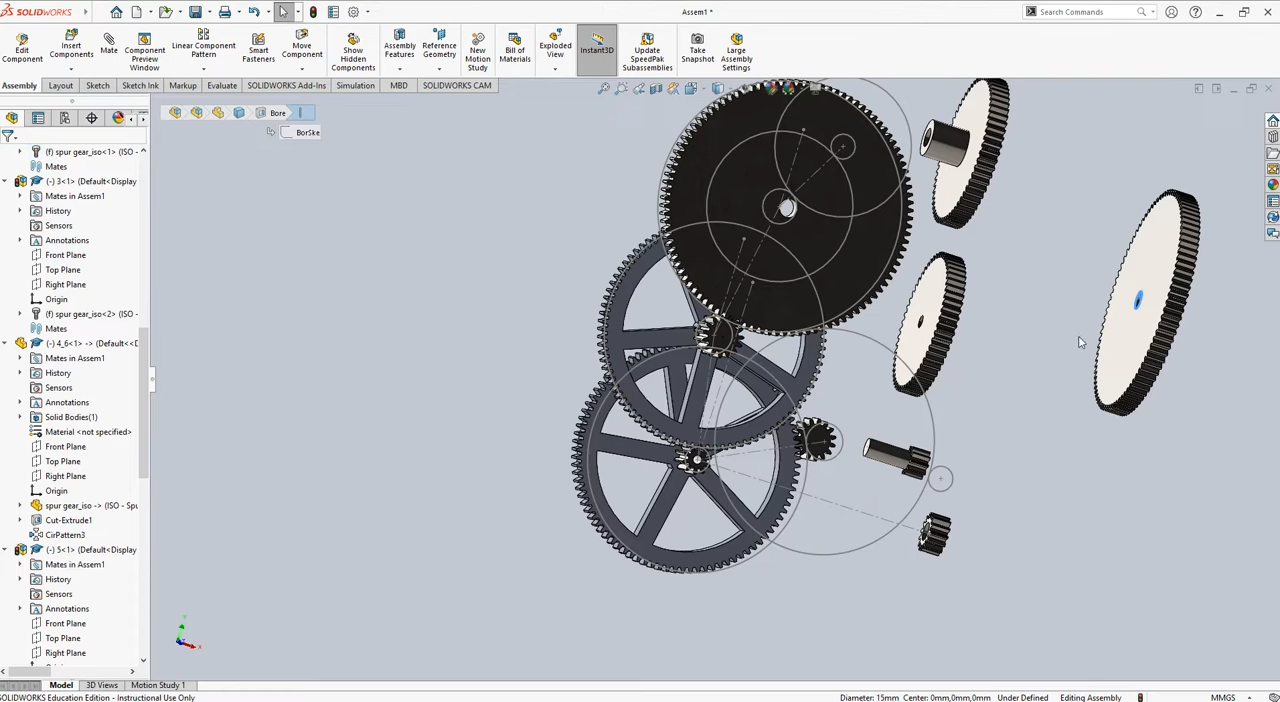 SOLIDWORKS
Assem1 *
Search Commands
Edit Component
Insert Components
Mate
Component Preview Window
Linear Component Pattern
Smart Fasteners
Move Component
Show Hidden Components
Assembly Features
Reference Geometry
New Motion Study
Bill of Materials
Exploded View
Instant3D
Update SpeedPak Subassemblies
Take Snapshot
Large Assembly Settings
Assembly Layout Sketch Sketch Ink Markup Evaluate SOLIDWORKS Add-Ins Simulation MBD SOLIDWORKS CAM
Bore
BorSke
(f) spur gear_iso<1> (ISO -
Mates
(-) 3<1> (Default<Display
Mates in Assem1
History
Sensors
Annotations
Front Plane
Top Plane
Right Plane
Origin
(f) spur gear_iso<2> (ISO -
Mates
(-) 4_6<1> -> (Default<<D
Mates in Assem1
History
Sensors
Annotations
Solid Bodies(1)
Material <not specified>
Front Plane
Top Plane
Right Plane
Origin
spur gear_iso -> (ISO - Spu
Cut-Extrude1
CirPattern3
(-) 5<1> (Default<Display
Mates in Assem1
History
Sensors
Annotations
Front Plane
Top Plane
Right Plane
Model 3D Views Motion Study 1
SOLIDWORKS Education Edition - Instructional Use Only
Diameter: 15mm Center: 0mm,0mm,0mm Under Defined Editing Assembly MMGS